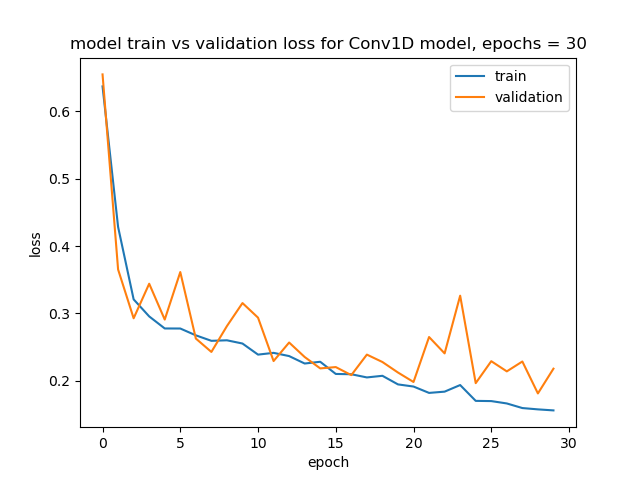 model train vs validation loss for Conv1D model, epochs = 30
train
validation
0.6
0.5
0.4
0.3
0.2
loss
0 5 10 15 20 25 30
epoch